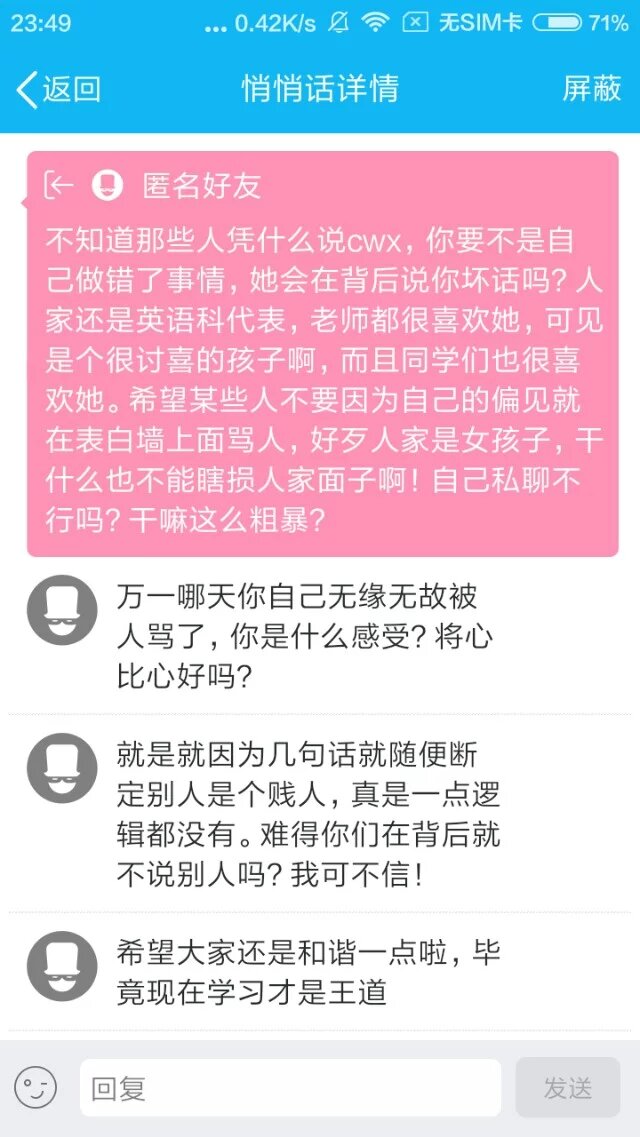 23:49 ... 0.42K/s 无SIM卡 71%
返回 悄悄话详情 屏蔽
匿名好友
不知道那些人凭什么说cwx，你要不是自
己做错了事情，她会在背后说你坏话吗？人
家还是英语科代表，老师都很喜欢她，可见
是个很讨喜的孩子啊，而且同学们也很喜
欢她。希望某些人不要因为自己的偏见就
在表白墙上面骂人，好歹人家是女孩子，干
什么也不能瞎损人家面子啊！自己私聊不
行吗？干嘛这么粗暴？
万一哪天你自己无缘无故被
人骂了，你是什么感受？将心
比心好吗？
就是就因为几句话就随便断
定别人是个贱人，真是一点逻
辑都没有。难得你们在背后就
不说别人吗？我可不信！
希望大家还是和谐一点啦，毕
竟现在学习才是王道
回复 发送